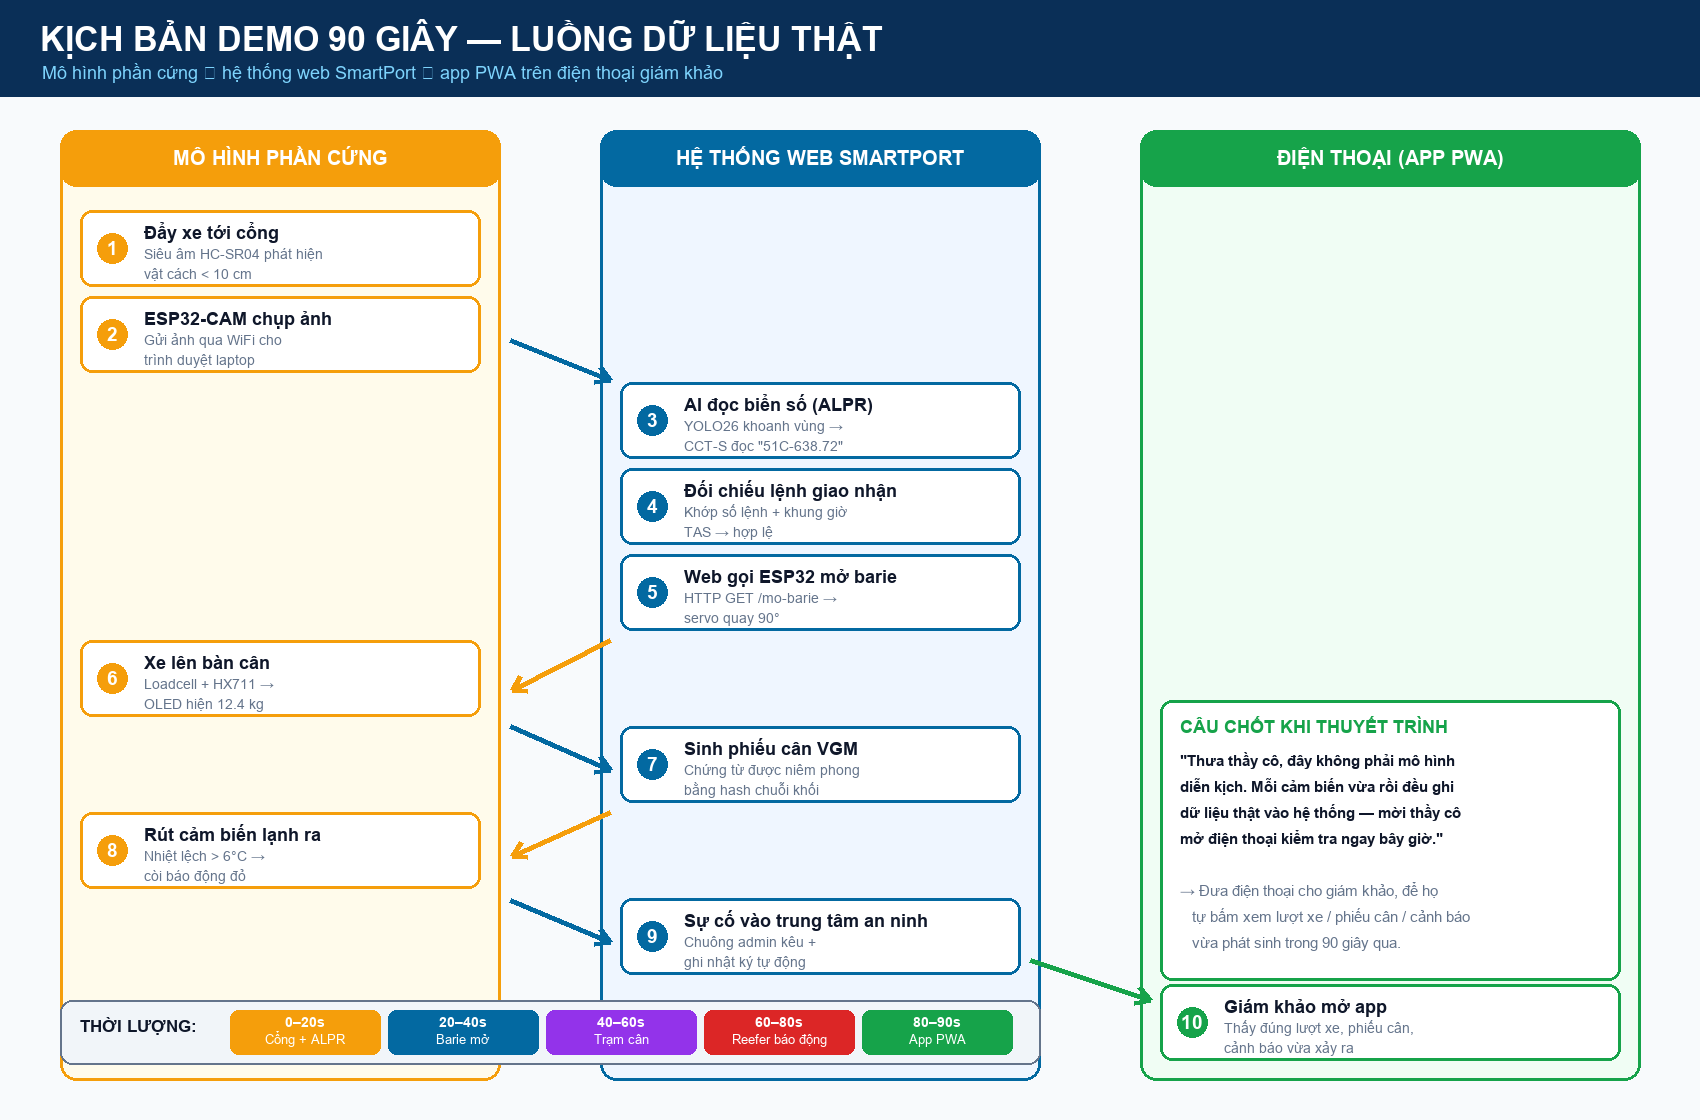 KỊCH BẢN DEMO 90 GIÂY — LUỒNG DỮ LIỆU THẬT
Mô hình phần cứng □ hệ thống web SmartPort □ app PWA trên điện thoại giám khảo
MÔ HÌNH PHẦN CỨNG
1
Đẩy xe tới cổng
Siêu âm HC-SR04 phát hiện
vật cách < 10 cm
2
ESP32-CAM chụp ảnh
Gửi ảnh qua WiFi cho
trình duyệt laptop
HỆ THỐNG WEB SMARTPORT
3
AI đọc biển số (ALPR)
YOLO26 khoanh vùng →
CCT-S đọc "51C-638.72"
4
Đối chiếu lệnh giao nhận
Khớp số lệnh + khung giờ
TAS → hợp lệ
5
Web gọi ESP32 mở barie
HTTP GET /mo-barie →
servo quay 90°
6
Xe lên bàn cân
Loadcell + HX711 →
OLED hiện 12.4 kg
7
Sinh phiếu cân VGM
Chứng từ được niêm phong
bằng hash chuỗi khối
8
Rút cảm biến lạnh ra
Nhiệt lệch > 6°C →
còi báo động đỏ
9
Sự cố vào trung tâm an ninh
Chuông admin kêu +
ghi nhật ký tự động
ĐIỆN THOẠI (APP PWA)
CÂU CHỐT KHI THUYẾT TRÌNH
"Thưa thầy cô, đây không phải mô hình
diễn kịch. Mỗi cảm biến vừa rồi đều ghi
dữ liệu thật vào hệ thống — mời thầy cô
mở điện thoại kiểm tra ngay bây giờ."
→ Đưa điện thoại cho giám khảo, để họ
tự bấm xem lượt xe / phiếu cân / cảnh báo
vừa phát sinh trong 90 giây qua.
10
Giám khảo mở app
Thấy đúng lượt xe, phiếu cân,
cảnh báo vừa xảy ra
THỜI LƯỢNG:
0–20s
Cổng + ALPR
20–40s
Barie mở
40–60s
Trạm cân
60–80s
Reefer báo động
80–90s
App PWA